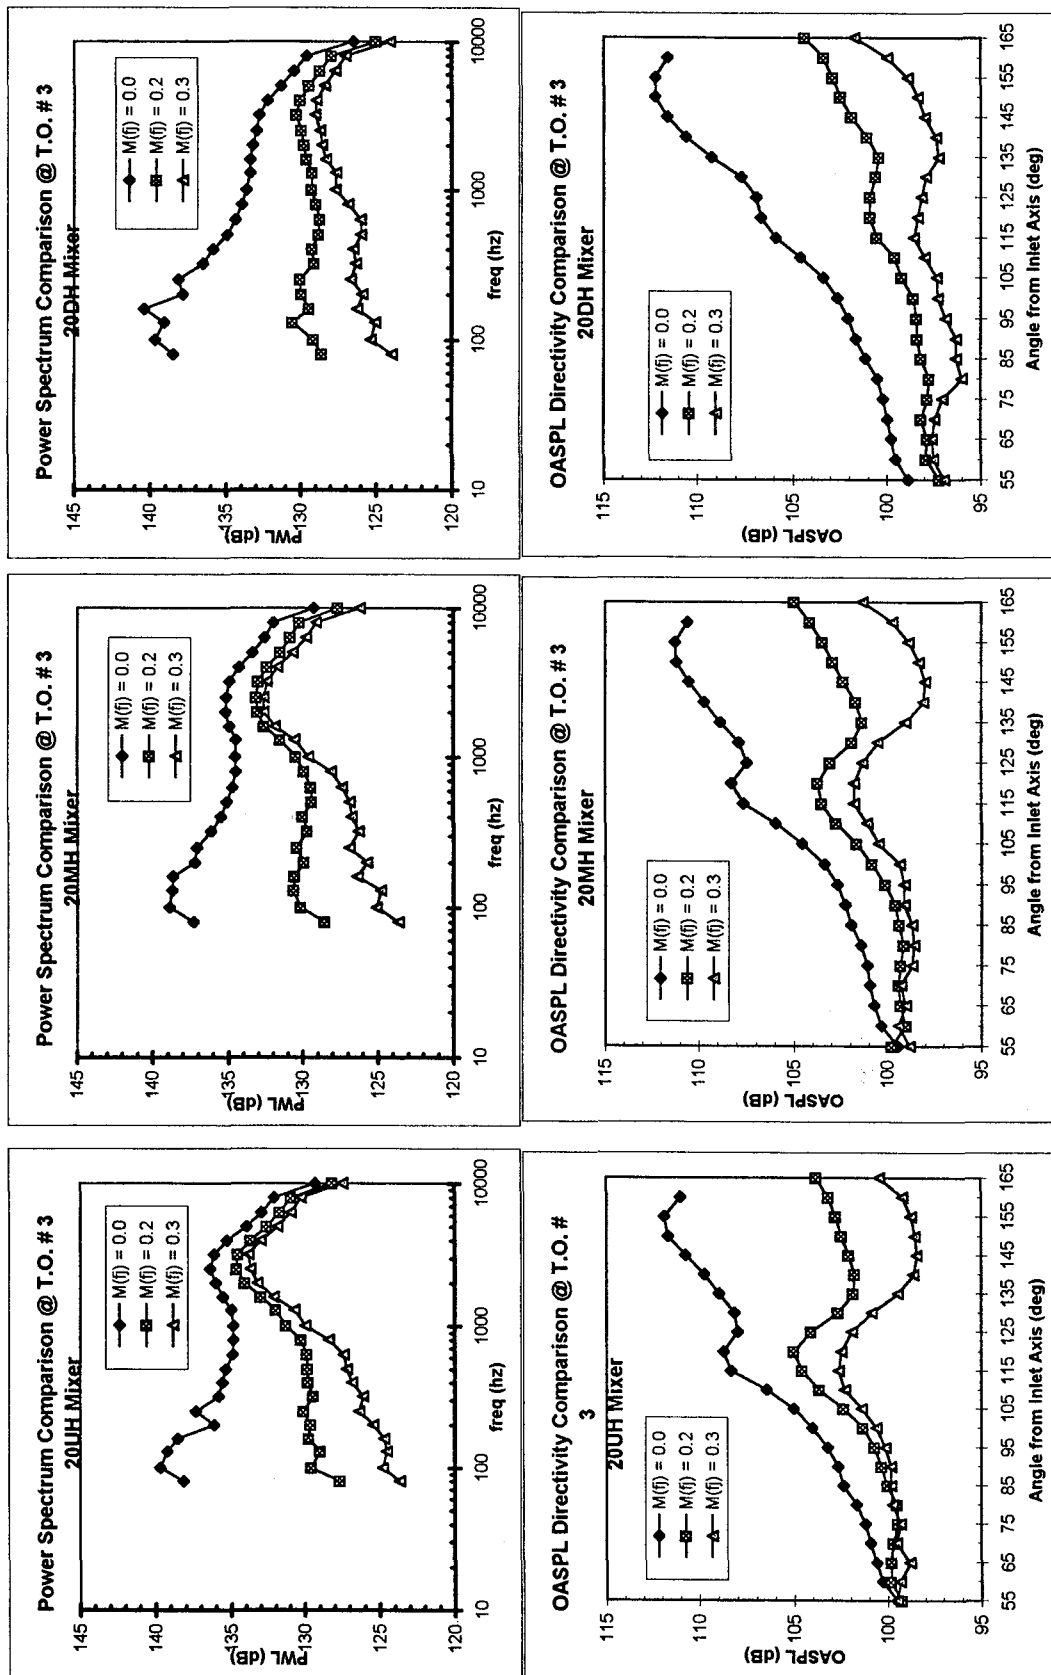 Power Spectrum Comparison @ T.O. # 3
20UH Mixer
145
140
135
130
125
120
PWL (dB)
10
100
1000
10000
freq (hz)
M(fj) = 0.0
M(fj) = 0.2
M(fj) = 0.3
Power Spectrum Comparison @ T.O. # 3
20MH Mixer
145
140
135
130
125
120
PWL (dB)
10
100
1000
10000
freq (hz)
M(fj) = 0.0
M(fj) = 0.2
M(fj) = 0.3
Power Spectrum Comparison @ T.O. # 3
20DH Mixer
145
140
135
130
125
120
PWL (dB)
10
100
1000
10000
freq (hz)
M(fj) = 0.0
M(fj) = 0.2
M(fj) = 0.3
OASPL Directivity Comparison @ T.O. #
3
20UH Mixer
115
110
105
100
95
OASPL (dB)
55 65 75 85 95 105 115 125 135 145 155 165
Angle from Inlet Axis (deg)
M(fj) = 0.0
M(fj) = 0.2
M(fj) = 0.3
OASPL Directivity Comparison @ T.O. # 3
20MH Mixer
115
110
105
100
95
OASPL (dB)
55 65 75 85 95 105 115 125 135 145 155 165
Angle from Inlet Axis (deg)
M(fj) = 0.0
M(fj) = 0.2
M(fj) = 0.3
OASPL Directivity Comparison @ T.O. # 3
20DH Mixer
115
110
105
100
95
OASPL (dB)
55 65 75 85 95 105 115 125 135 145 155 165
Angle from Inlet Axis (deg)
M(fj) = 0.0
M(fj) = 0.2
M(fj) = 0.3